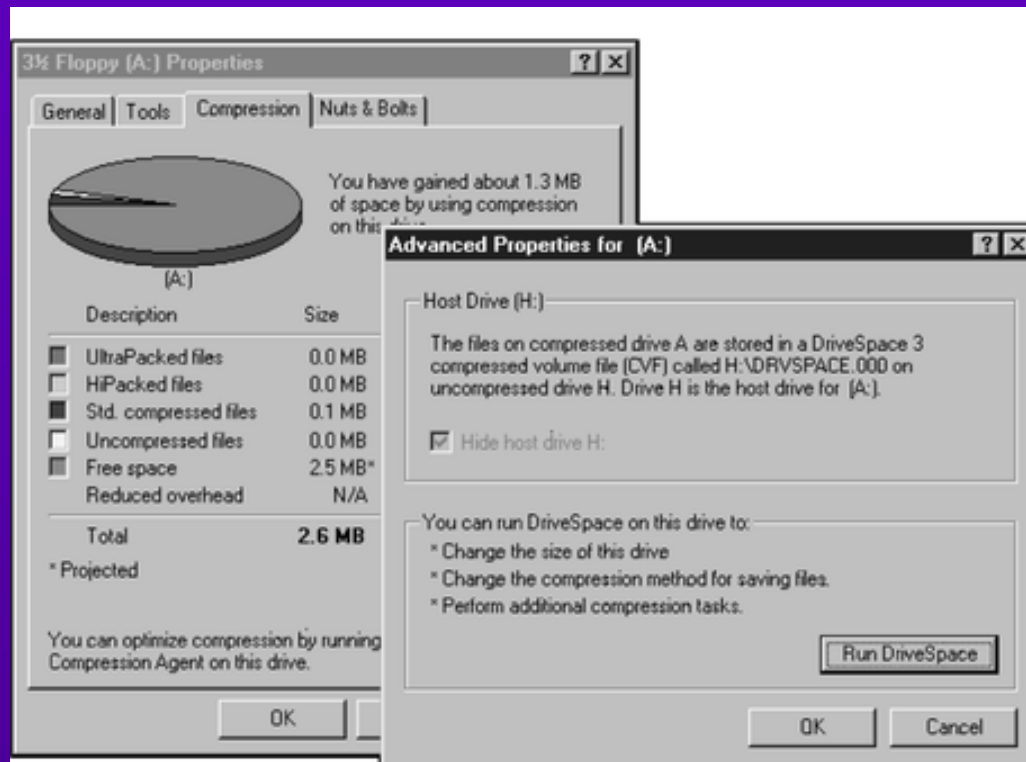 3½ Floppy (A:) Properties
General Tools Compression Nuts & Bolts
You have gained about 1.3 MB
of space by using compression
on this drive
(A:)
Description Size
UltraPacked files 0.0 MB
HiPacked files 0.0 MB
Std. compressed files 0.1 MB
Uncompressed files 0.0 MB
Free space 2.5 MB*
Reduced overhead N/A
Total 2.6 MB
* Projected
You can optimize compression by running
Compression Agent on this drive.
OK
Advanced Properties for (A:)
Host Drive (H:)
The files on compressed drive A are stored in a DriveSpace 3
compressed volume file (CVF) called H:\DRVSPACE.000 on
uncompressed drive H. Drive H is the host drive for (A:).
Hide host drive H:
You can run DriveSpace on this drive to:
* Change the size of this drive
* Change the compression method for saving files.
* Perform additional compression tasks.
Run DriveSpace
OK Cancel